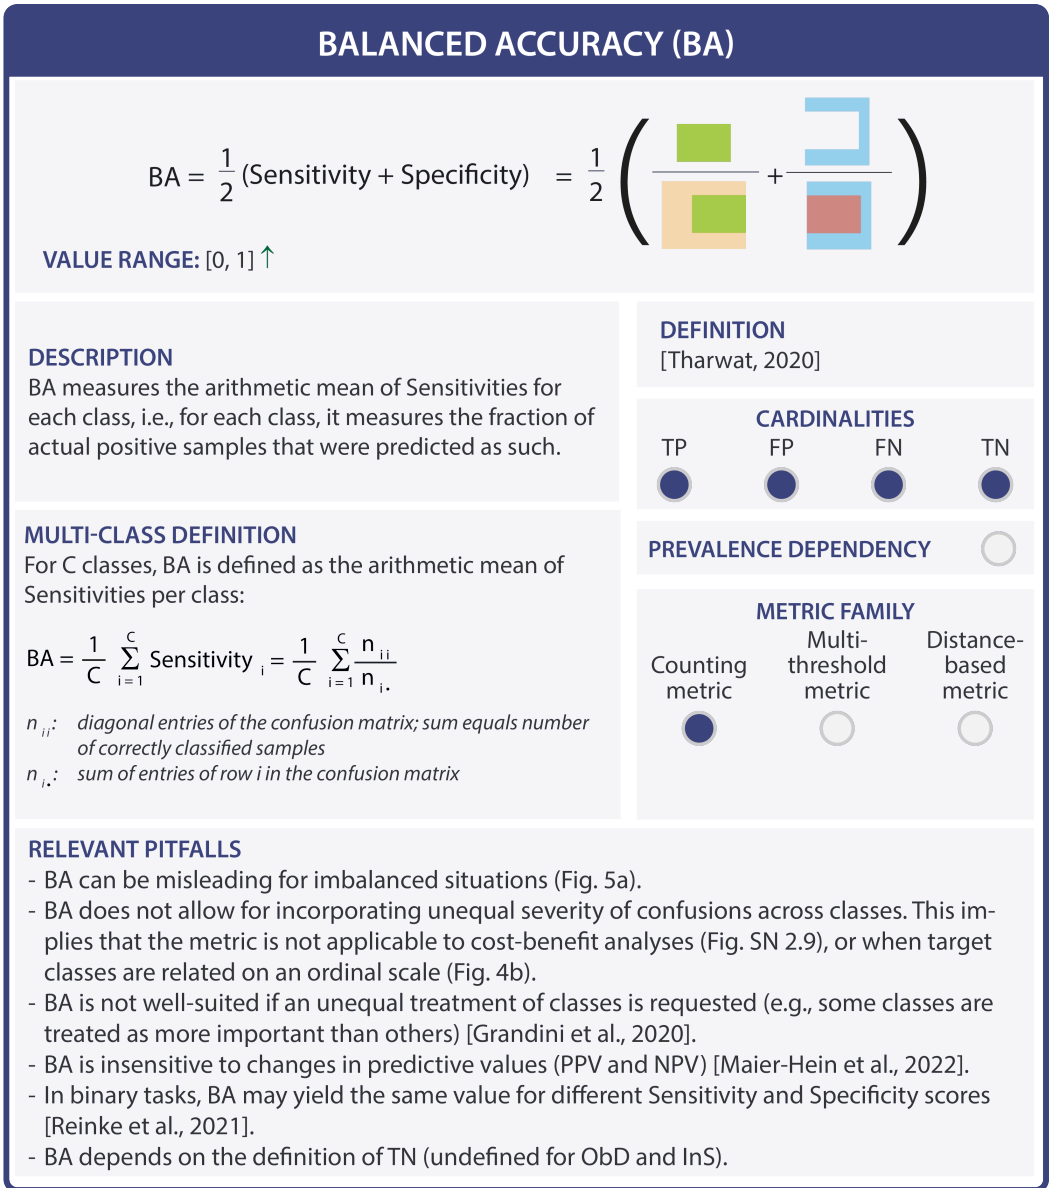 BALANCED ACCURACY (BA)
BA = 1/2 (Sensitivity + Specificity) = 1/2 ( + )
VALUE RANGE: [0, 1] ↑
DESCRIPTION
BA measures the arithmetic mean of Sensitivities for
each class, i.e., for each class, it measures the fraction of
actual positive samples that were predicted as such.
DEFINITION
[Tharwat, 2020]
CARDINALITIES
TP FP FN TN
PREVALENCE DEPENDENCY
METRIC FAMILY
Counting
metric
Multi-
threshold
metric
Distance-
based
metric
MULTI-CLASS DEFINITION
For C classes, BA is defined as the arithmetic mean of
Sensitivities per class:
BA = 1/C Σ_{i=1}^{C} Sensitivity_i = 1/C Σ_{i=1}^{C} n_{ii}/n_{i.}
n_{ii}: diagonal entries of the confusion matrix; sum equals number
of correctly classified samples
n_{i.}: sum of entries of row i in the confusion matrix
RELEVANT PITFALLS
- BA can be misleading for imbalanced situations (Fig. 5a).
- BA does not allow for incorporating unequal severity of confusions across classes. This im-
plies that the metric is not applicable to cost-benefit analyses (Fig. SN 2.9), or when target
classes are related on an ordinal scale (Fig. 4b).
- BA is not well-suited if an unequal treatment of classes is requested (e.g., some classes are
treated as more important than others) [Grandini et al., 2020].
- BA is insensitive to changes in predictive values (PPV and NPV) [Maier-Hein et al., 2022].
- In binary tasks, BA may yield the same value for different Sensitivity and Specificity scores
[Reinke et al., 2021].
- BA depends on the definition of TN (undefined for ObD and InS).